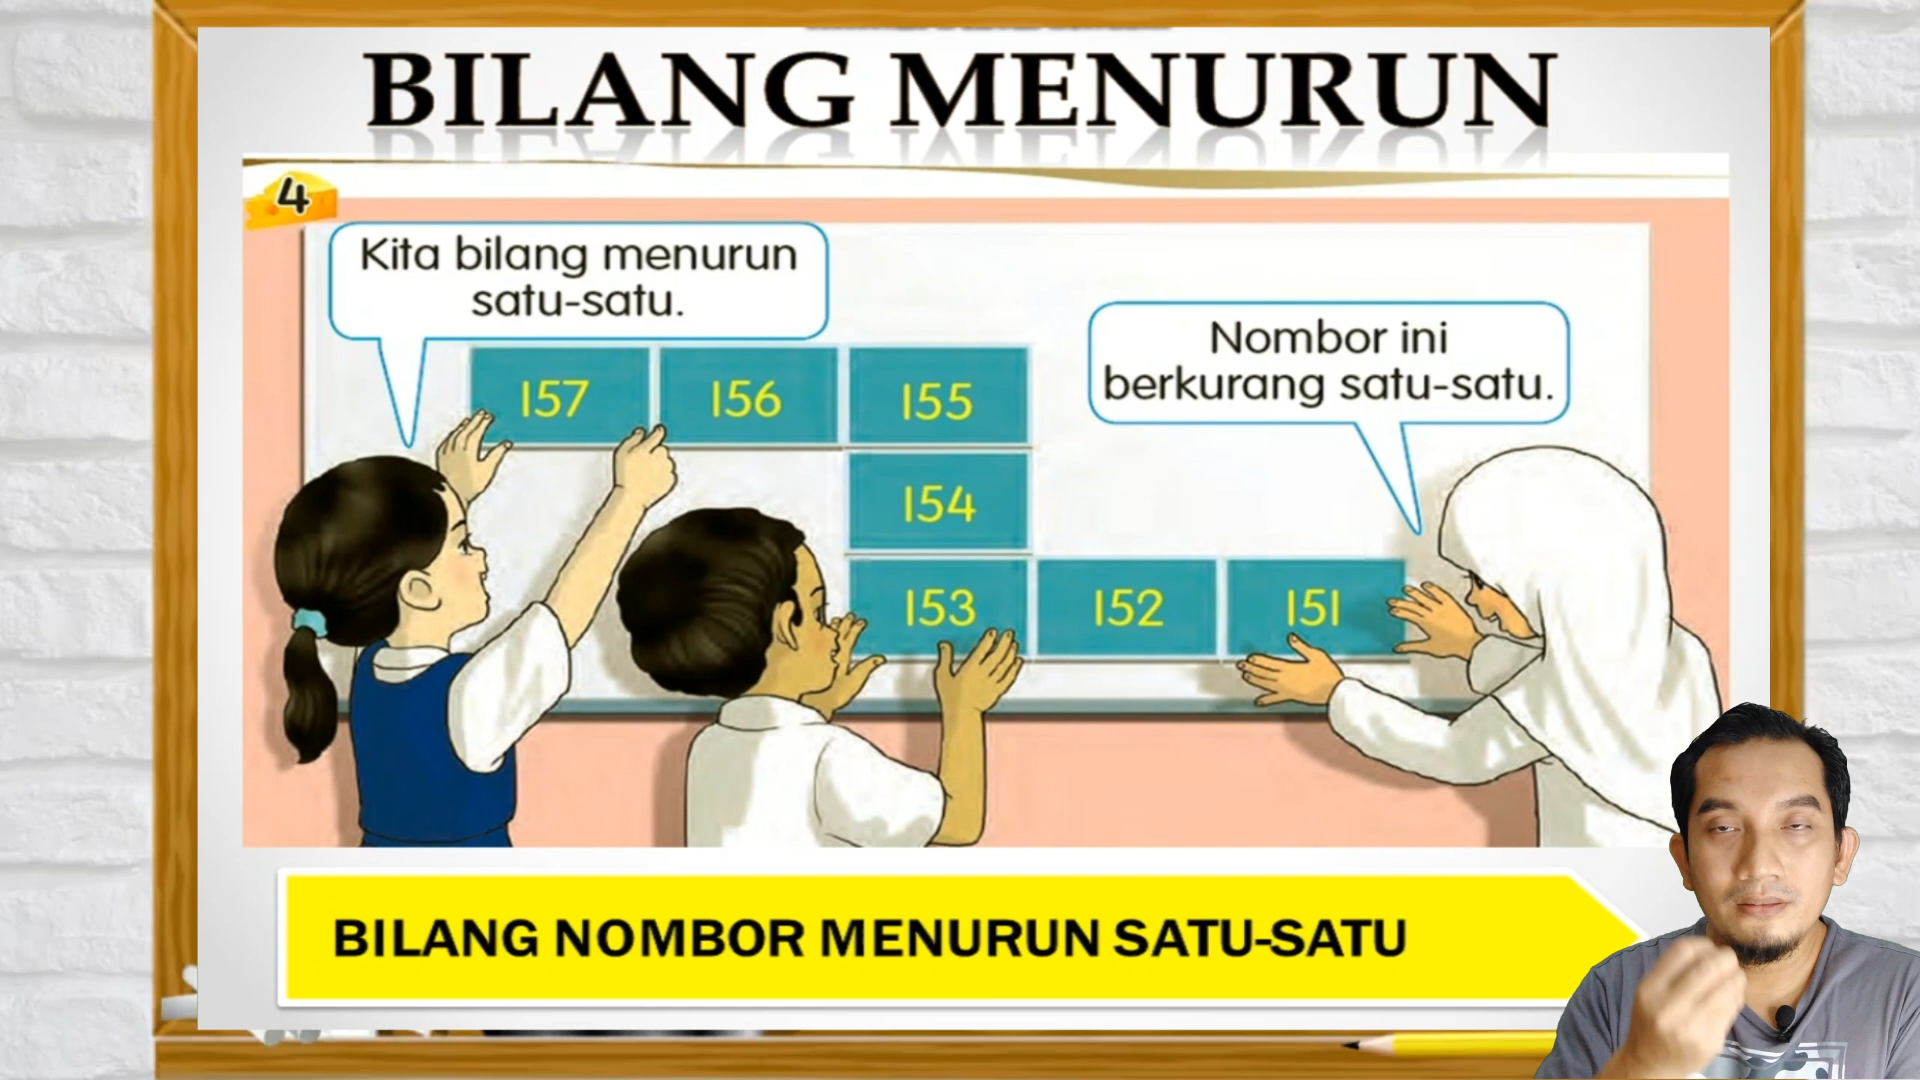 BILANG MENURUN
4
Kita bilang menurun
satu-satu.
Nombor ini
berkurang satu-satu.
157 156 155
154
153 152 151
BILANG NOMBOR MENURUN SATU-SATU